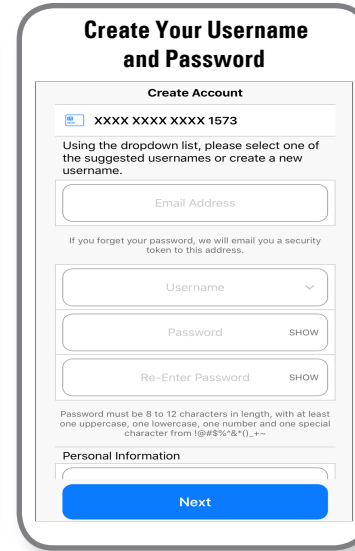 Create Your Username
and Password
Create Account
XXXX XXXX XXXX 1573
Using the dropdown list, please select one of
the suggested usernames or create a new
username.
Email Address
If you forget your password, we will email you a security
token to this address.
Username
Password SHOW
Re-Enter Password SHOW
Password must be 8 to 12 characters in length, with at least
one uppercase, one lowercase, one number and one special
character from !@#$%^&*()_+~
Personal Information
Next